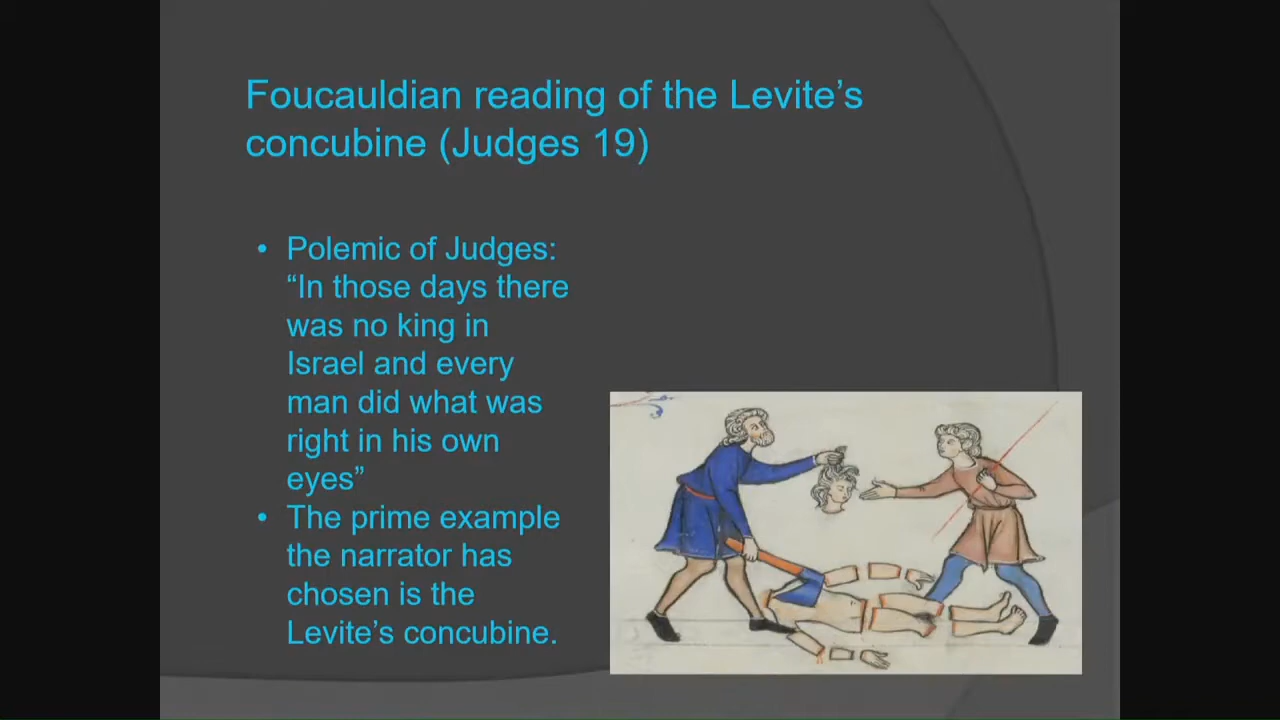 Foucauldian reading of the Levite’s
concubine (Judges 19)
• Polemic of Judges:
“In those days there
was no king in
Israel and every
man did what was
right in his own
eyes”
• The prime example
the narrator has
chosen is the
Levite’s concubine.